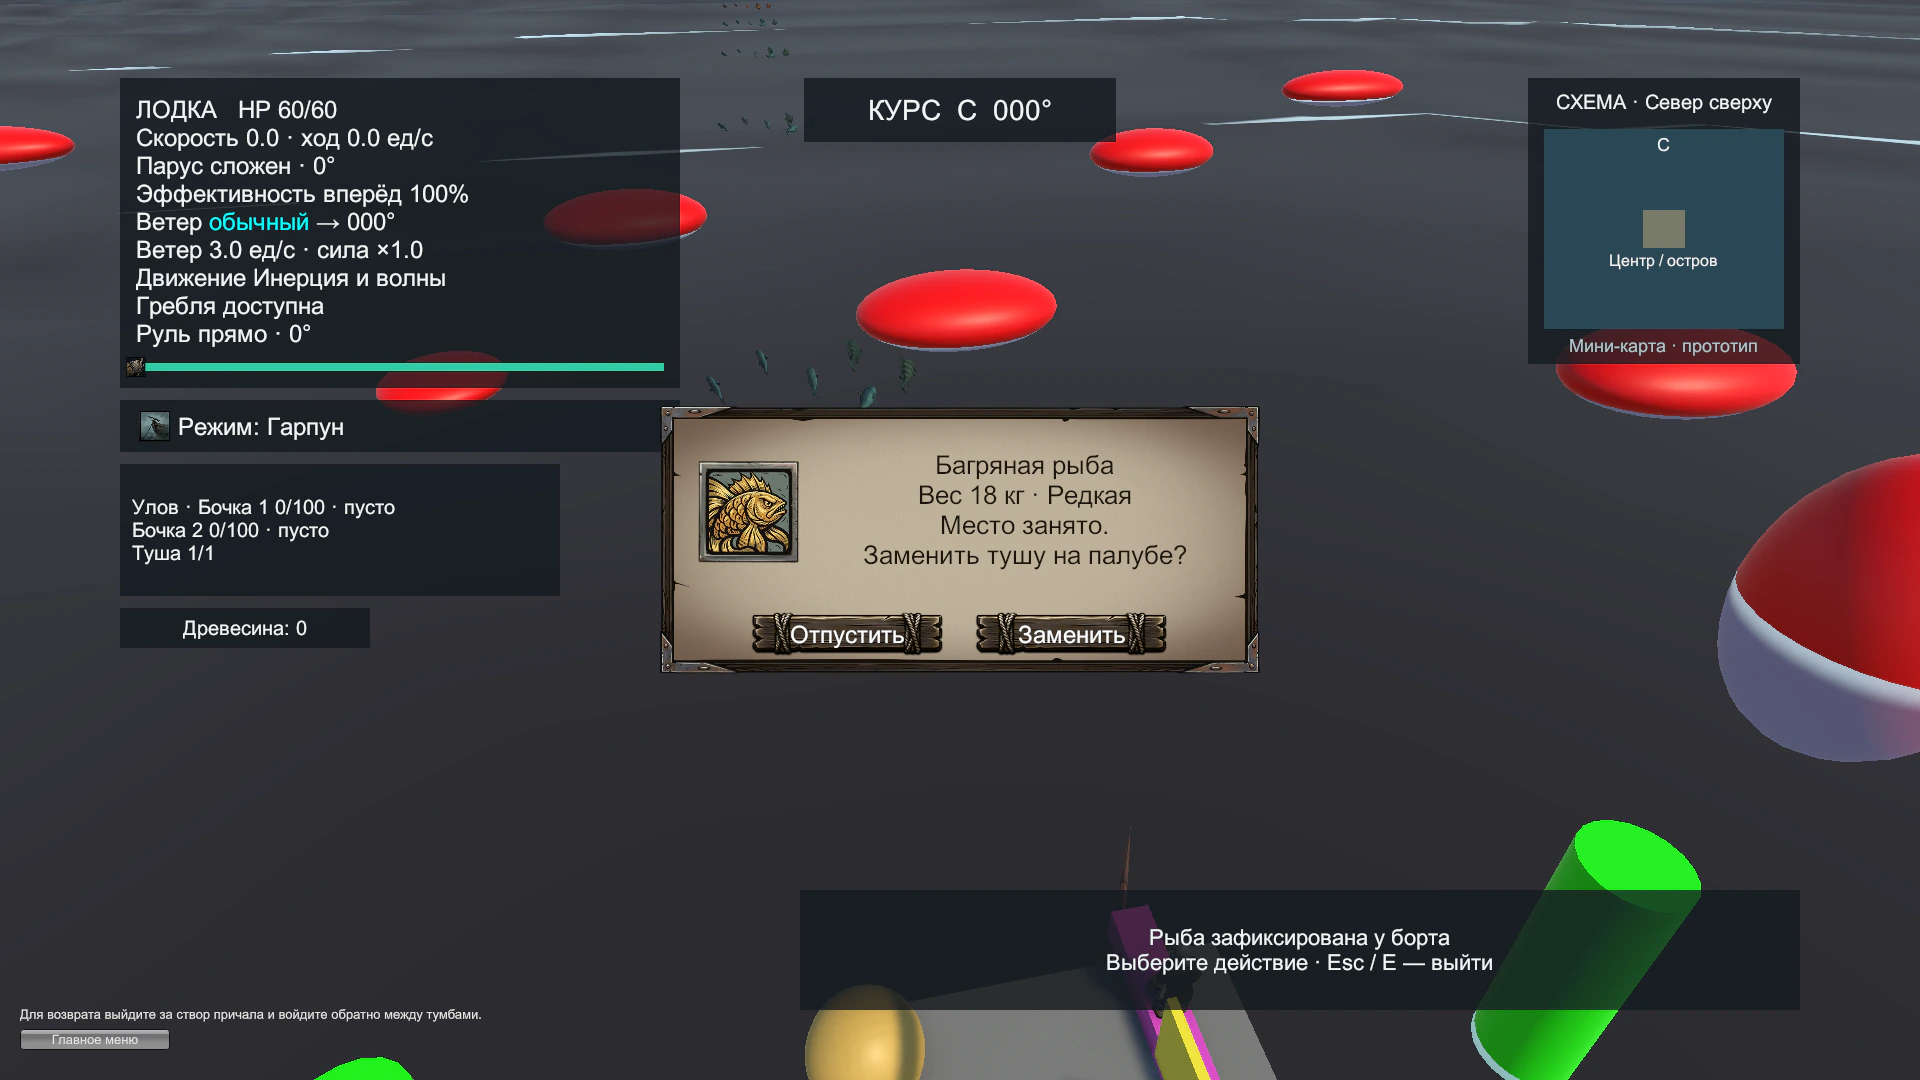 ЛОДКА HP 60/60
Скорость 0.0 · ход 0.0 ед/с
Парус сложен · 0°
Эффективность вперёд 100%
Ветер обычный → 000°
Ветер 3.0 ед/с · сила ×1.0
Движение Инерция и волны
Гребля доступна
Руль прямо · 0°
Режим: Гарпун
Улов · Бочка 1 0/100 · пусто
Бочка 2 0/100 · пусто
Туша 1/1
Древесина: 0
КУРС С 000°
СХЕМА · Север сверху
С
Центр / остров
Мини-карта · прототип
Багряная рыба
Вес 18 кг · Редкая
Место занято.
Заменить тушу на палубе?
Отпустить
Заменить
Рыба зафиксирована у борта
Выберите действие · Esc / E — выйти
Для возврата выйдите за створ причала и войдите обратно между тумбами.
Главное меню